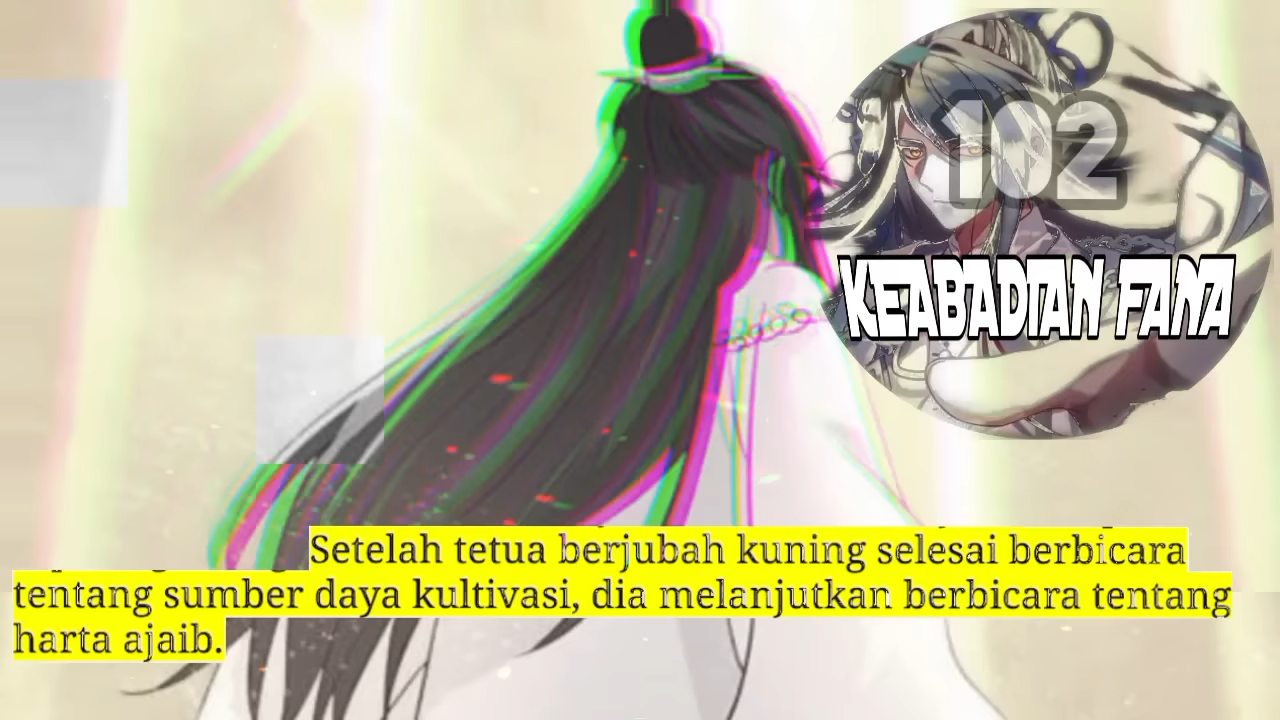 102
KEABADIAN FANA
Setelah tetua berjubah kuning selesai berbicara
tentang sumber daya kultivasi, dia melanjutkan berbicara tentang
harta ajaib.